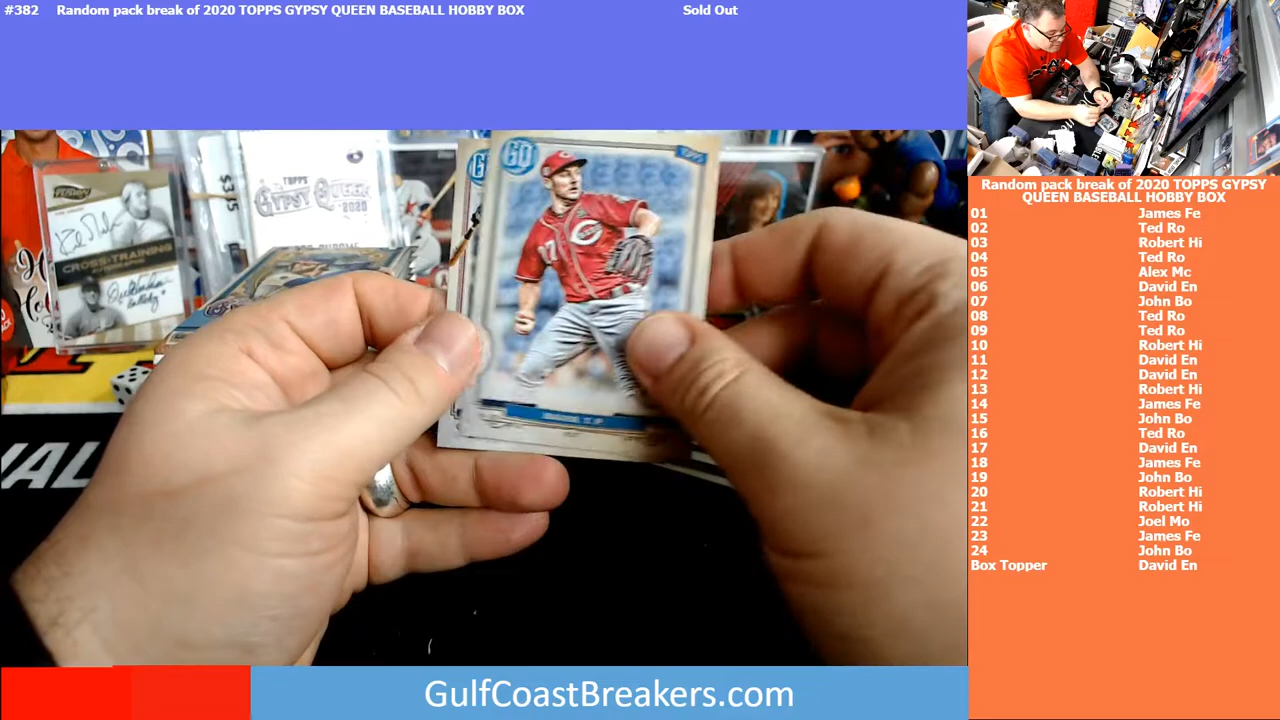 #382 Random pack break of 2020 TOPPS GYPSY QUEEN BASEBALL HOBBY BOX Sold Out
Random pack break of 2020 TOPPS GYPSY
QUEEN BASEBALL HOBBY BOX
01 James Fe
02 Ted Ro
03 Robert Hi
04 Ted Ro
05 Alex Mc
06 David En
07 John Bo
08 Ted Ro
09 Ted Ro
10 Robert Hi
11 David En
12 David En
13 Robert Hi
14 James Fe
15 John Bo
16 Ted Ro
17 David En
18 James Fe
19 John Bo
20 Robert Hi
21 Robert Hi
22 Joel Mo
23 James Fe
24 John Bo
Box Topper David En
TOPPS
GYPSY QUEEN
2020
$315
CROSS-TRAINING
GQ
C
GulfCoastBreakers.com